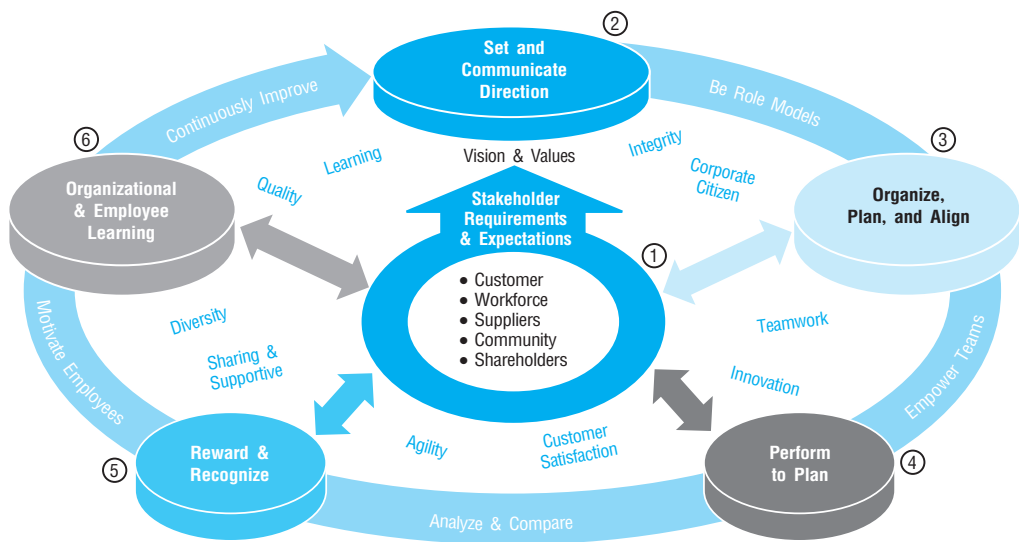 2
Set and
Communicate
Direction
Be Role Models
Continuously Improve
6
3
Integrity
Vision & Values
Learning
Corporate
Citizen
Quality
Organizational
& Employee
Learning
Organize,
Plan, and Align
Stakeholder
Requirements
& Expectations
1
• Customer
• Workforce
• Suppliers
• Community
• Shareholders
Diversity
Teamwork
Motivate Employees
Sharing &
Supportive
Innovation
Empower Teams
Agility
Customer
Satisfaction
Reward &
Recognize
5
Perform
to Plan
4
Analyze & Compare